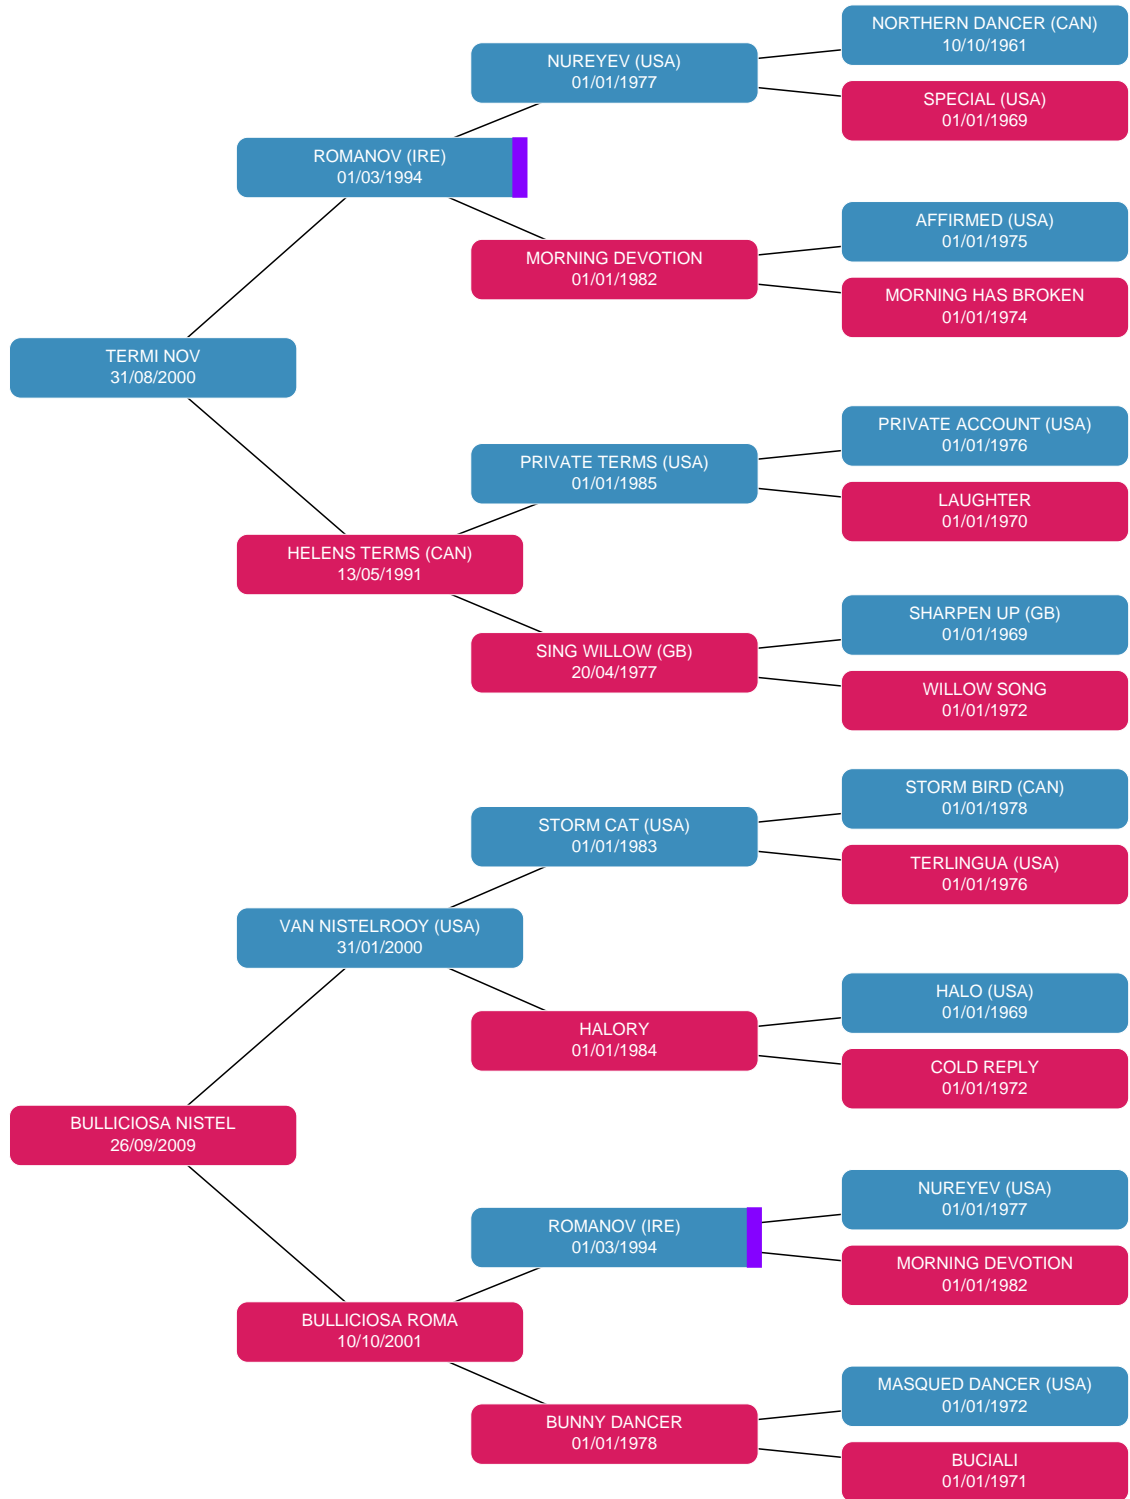 NORTHERN DANCER (CAN)
10/10/1961
NUREYEV (USA)
01/01/1977
SPECIAL (USA)
01/01/1969
ROMANOV (IRE)
01/03/1994
AFFIRMED (USA)
01/01/1975
MORNING DEVOTION
01/01/1982
MORNING HAS BROKEN
01/01/1974
TERMI NOV
31/08/2000
PRIVATE ACCOUNT (USA)
01/01/1976
PRIVATE TERMS (USA)
01/01/1985
LAUGHTER
01/01/1970
HELENS TERMS (CAN)
13/05/1991
SHARPEN UP (GB)
01/01/1969
SING WILLOW (GB)
20/04/1977
WILLOW SONG
01/01/1972
STORM BIRD (CAN)
01/01/1978
STORM CAT (USA)
01/01/1983
TERLINGUA (USA)
01/01/1976
VAN NISTELROOY (USA)
31/01/2000
HALO (USA)
01/01/1969
HALORY
01/01/1984
COLD REPLY
01/01/1972
BULLICIOSA NISTEL
26/09/2009
NUREYEV (USA)
01/01/1977
ROMANOV (IRE)
01/03/1994
MORNING DEVOTION
01/01/1982
BULLICIOSA ROMA
10/10/2001
MASQUED DANCER (USA)
01/01/1972
BUNNY DANCER
01/01/1978
BUCIALI
01/01/1971